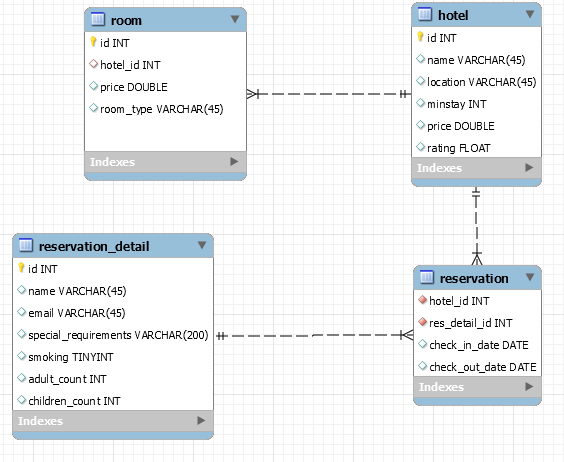 room
id INT
hotel_id INT
price DOUBLE
room_type VARCHAR(45)
Indexes
hotel
id INT
name VARCHAR(45)
location VARCHAR(45)
minstay INT
price DOUBLE
rating FLOAT
Indexes
reservation_detail
id INT
name VARCHAR(45)
email VARCHAR(45)
special_requirements VARCHAR(200)
smoking TINYINT
adult_count INT
children_count INT
Indexes
reservation
hotel_id INT
res_detail_id INT
check_in_date DATE
check_out_date DATE
Indexes